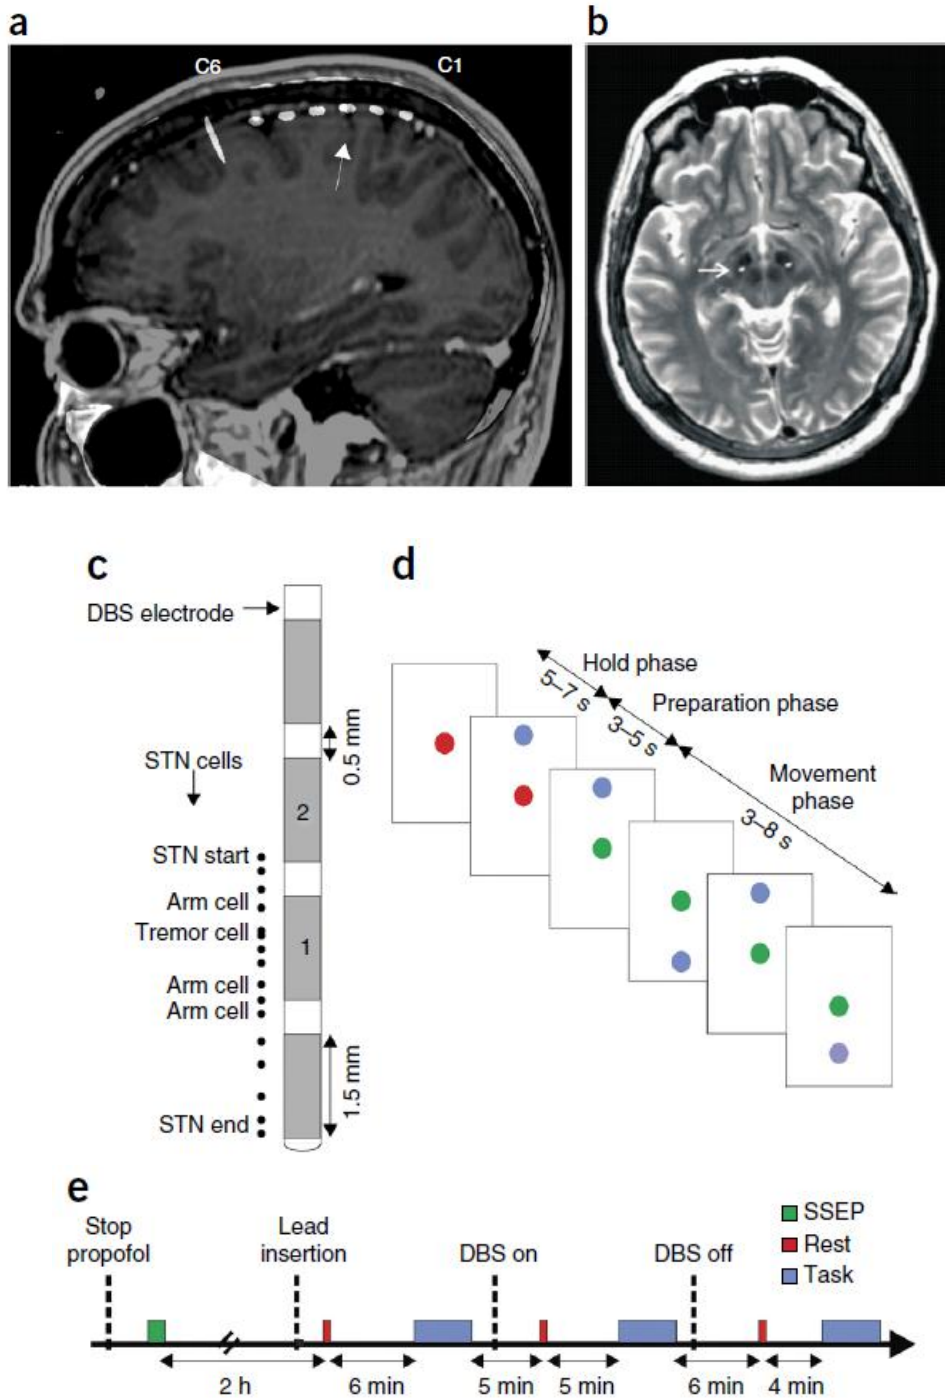 a
b
C6
C1
c
d
DBS electrode
0.5 mm
STN cells
2
STN start
Arm cell
Tremor cell
1
Arm cell
Arm cell
1.5 mm
STN end
Hold phase
5–7 s
Preparation phase
3–5 s
Movement
phase
3–8 s
e
Stop
propofol
Lead
insertion
DBS on
DBS off
SSEP
Rest
Task
2 h
6 min
5 min
5 min
6 min
4 min